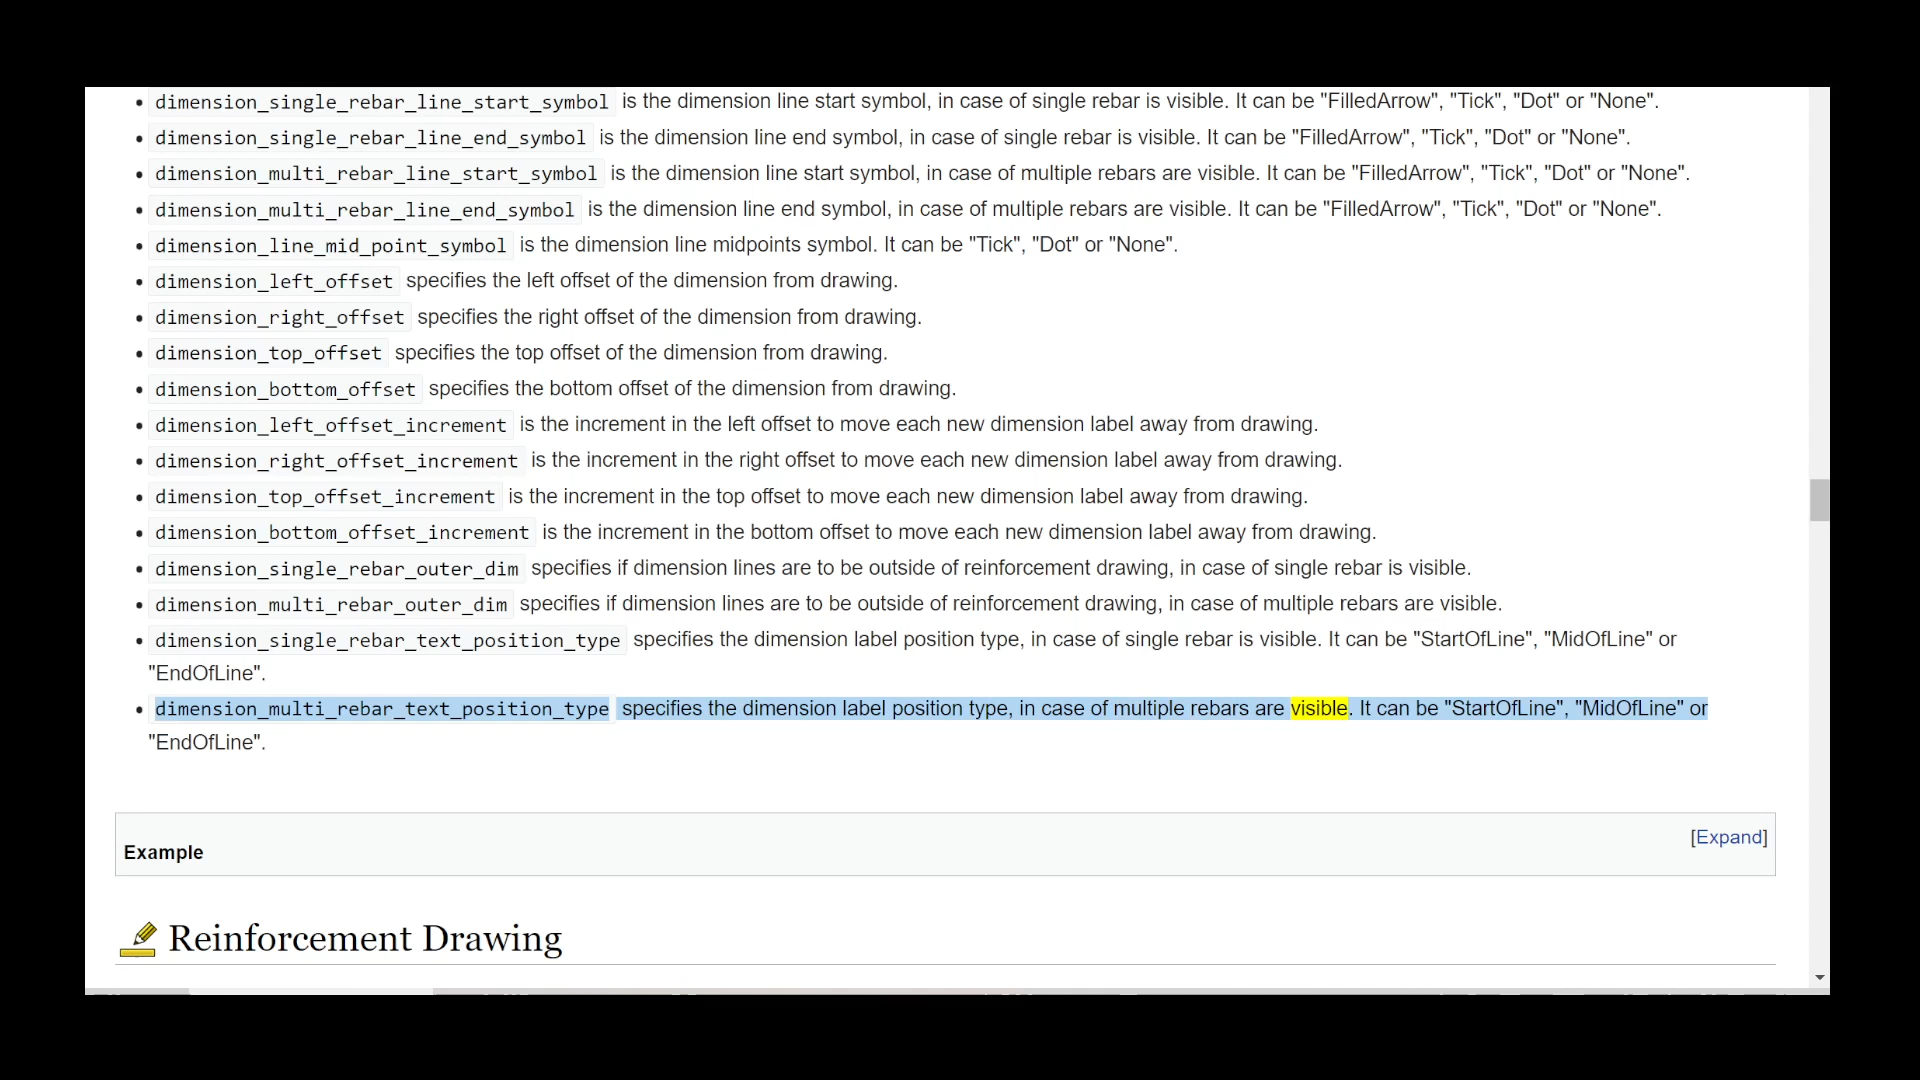 • dimension_single_rebar_line_start_symbol is the dimension line start symbol, in case of single rebar is visible. It can be "FilledArrow", "Tick", "Dot" or "None".
• dimension_single_rebar_line_end_symbol is the dimension line end symbol, in case of single rebar is visible. It can be "FilledArrow", "Tick", "Dot" or "None".
• dimension_multi_rebar_line_start_symbol is the dimension line start symbol, in case of multiple rebars are visible. It can be "FilledArrow", "Tick", "Dot" or "None".
• dimension_multi_rebar_line_end_symbol is the dimension line end symbol, in case of multiple rebars are visible. It can be "FilledArrow", "Tick", "Dot" or "None".
• dimension_line_mid_point_symbol is the dimension line midpoints symbol. It can be "Tick", "Dot" or "None".
• dimension_left_offset specifies the left offset of the dimension from drawing.
• dimension_right_offset specifies the right offset of the dimension from drawing.
• dimension_top_offset specifies the top offset of the dimension from drawing.
• dimension_bottom_offset specifies the bottom offset of the dimension from drawing.
• dimension_left_offset_increment is the increment in the left offset to move each new dimension label away from drawing.
• dimension_right_offset_increment is the increment in the right offset to move each new dimension label away from drawing.
• dimension_top_offset_increment is the increment in the top offset to move each new dimension label away from drawing.
• dimension_bottom_offset_increment is the increment in the bottom offset to move each new dimension label away from drawing.
• dimension_single_rebar_outer_dim specifies if dimension lines are to be outside of reinforcement drawing, in case of single rebar is visible.
• dimension_multi_rebar_outer_dim specifies if dimension lines are to be outside of reinforcement drawing, in case of multiple rebars are visible.
• dimension_single_rebar_text_position_type specifies the dimension label position type, in case of single rebar is visible. It can be "StartOfLine", "MidOfLine" or
"EndOfLine".
• dimension_multi_rebar_text_position_type specifies the dimension label position type, in case of multiple rebars are visible. It can be "StartOfLine", "MidOfLine" or
"EndOfLine".
[Expand]
Example
Reinforcement Drawing